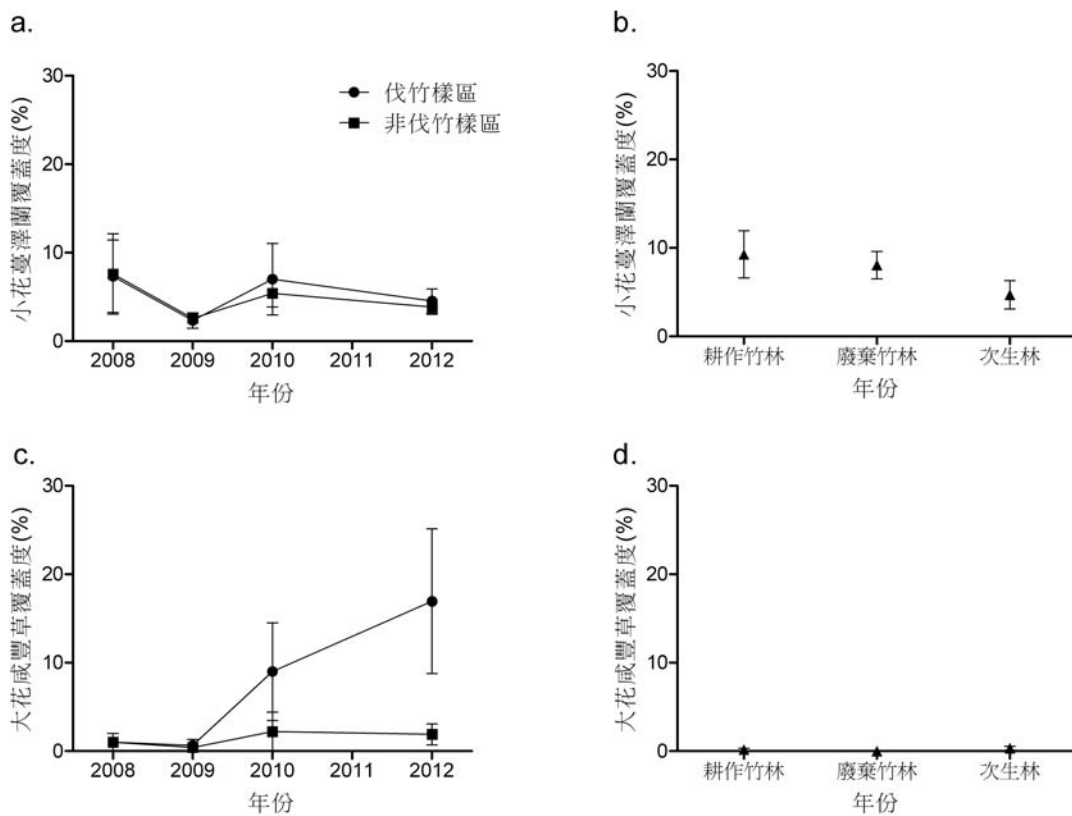 a.
小花蔓澤蘭覆蓋度(%)
30
20
10
0
伐竹樣區
非伐竹樣區
2008 2009 2010 2011 2012
年份
b.
小花蔓澤蘭覆蓋度(%)
30
20
10
0
耕作竹林 廢棄竹林 次生林
年份
c.
大花咸豐草覆蓋度(%)
30
20
10
0
2008 2009 2010 2011 2012
年份
d.
大花咸豐草覆蓋度(%)
30
20
10
0
耕作竹林 廢棄竹林 次生林
年份